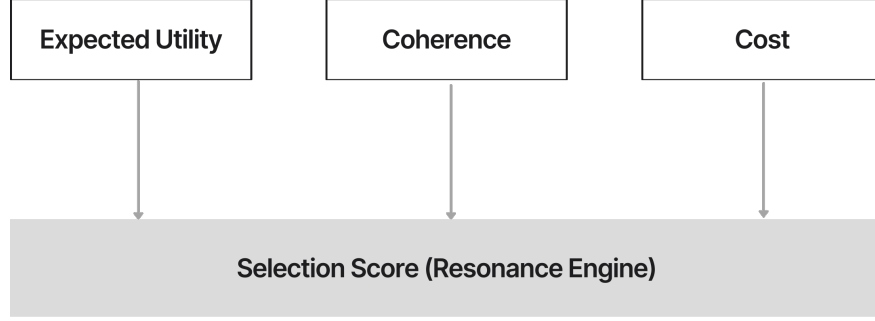 Expected Utility
Coherence
Cost
Selection Score (Resonance Engine)